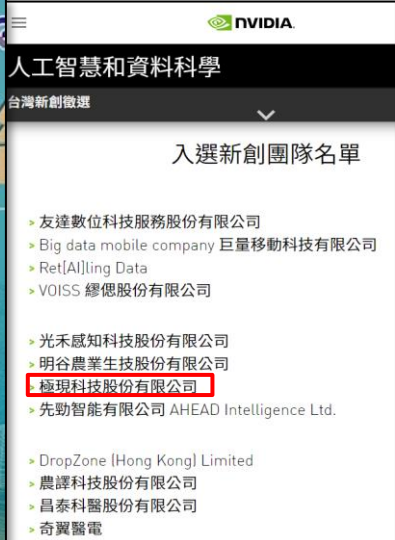 NVIDIA.
人工智慧和資料科學
台灣新創徵選
入選新創團隊名單
> 友達數位科技服務股份有限公司
> Big data mobile company 巨量移動科技有限公司
> Ret[AI]ling Data
> VOISS 繆偲股份有限公司
> 光禾感知科技股份有限公司
> 明谷農業生技股份有限公司
> 極現科技股份有限公司
> 先勁智能有限公司 AHEAD Intelligence Ltd.
> DropZone (Hong Kong) Limited
> 農譯科技股份有限公司
> 昌泰科醫股份有限公司
> 奇翼醫電